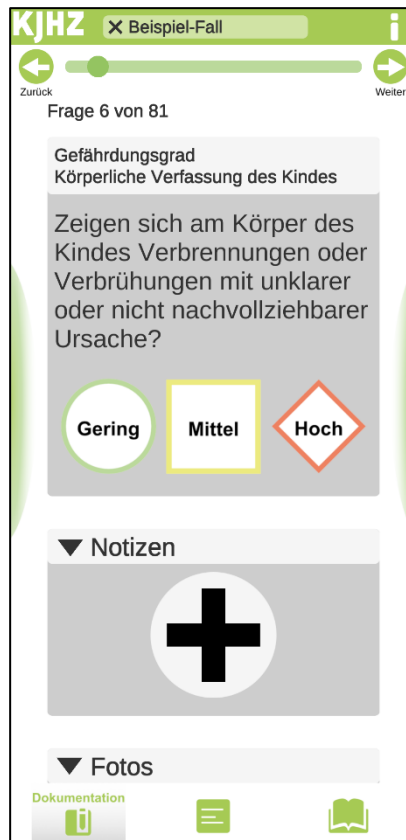 KJHZ
✕ Beispiel-Fall
i
Zurück
Weiter
Frage 6 von 81
Gefährdungsgrad
Körperliche Verfassung des Kindes
Zeigen sich am Körper des
Kindes Verbrennungen oder
Verbrühungen mit unklarer
oder nicht nachvollziehbarer
Ursache?
Gering Mittel Hoch
Notizen
Fotos
Dokumentation